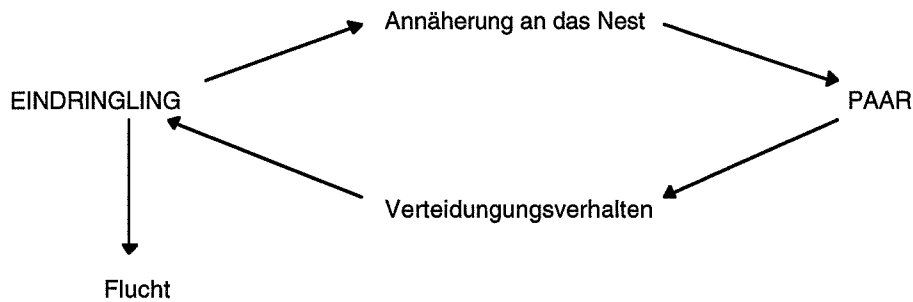 Annäherung an das Nest
EINDRINGLING
PAAR
Verteidungungsverhalten
Flucht